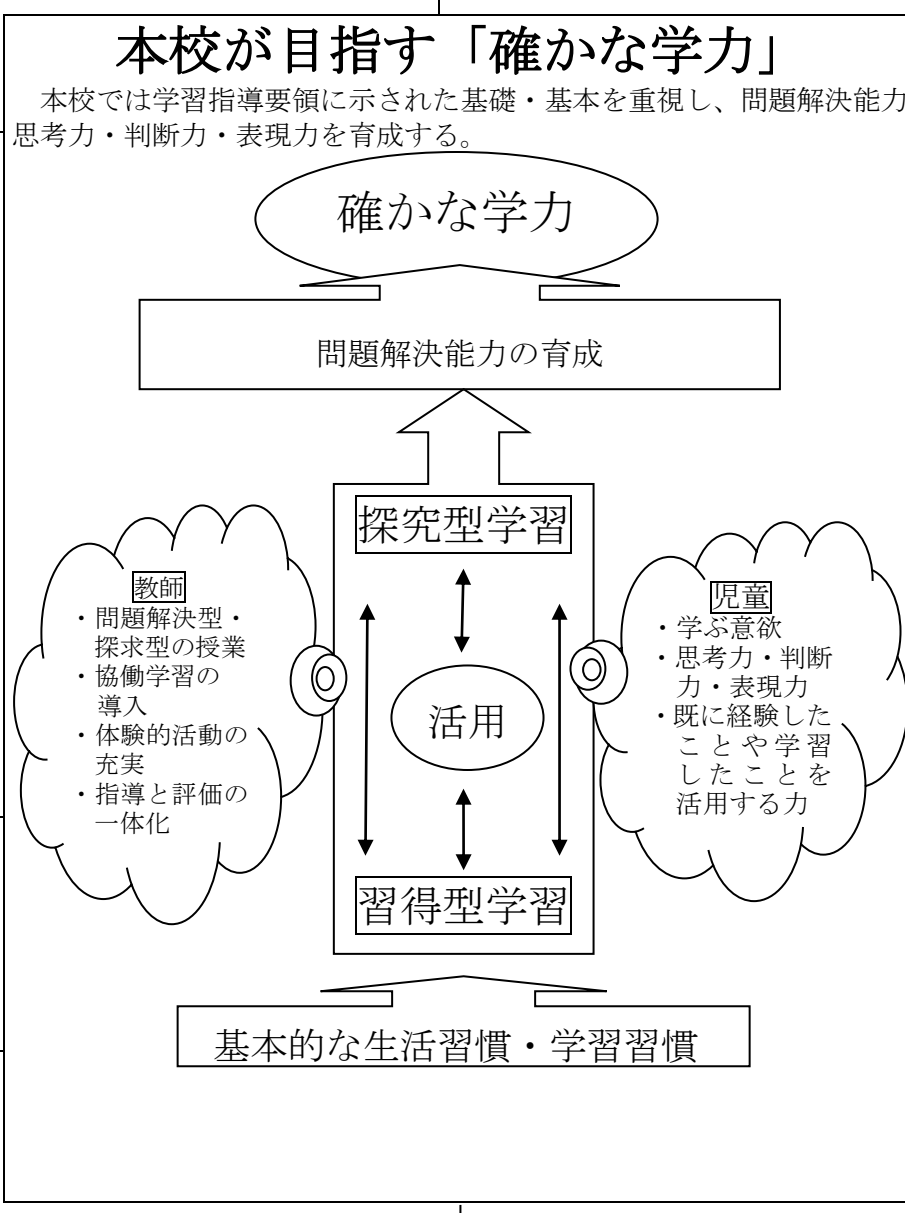 本校が目指す「確かな学力」
本校では学習指導要領に示された基礎・基本を重視し、問題解決能力
思考力・判断力・表現力を育成する。
確かな学力
問題解決能力の育成
探究型学習
教師
・問題解決型・
探求型の授業
・協働学習の
導入
・体験的活動の
充実
・指導と評価の
一体化
活用
児童
・学ぶ意欲
・思考力・判断
力・表現力
・既に経験した
ことや学習
したことを
活用する力
習得型学習
基本的な生活習慣・学習習慣